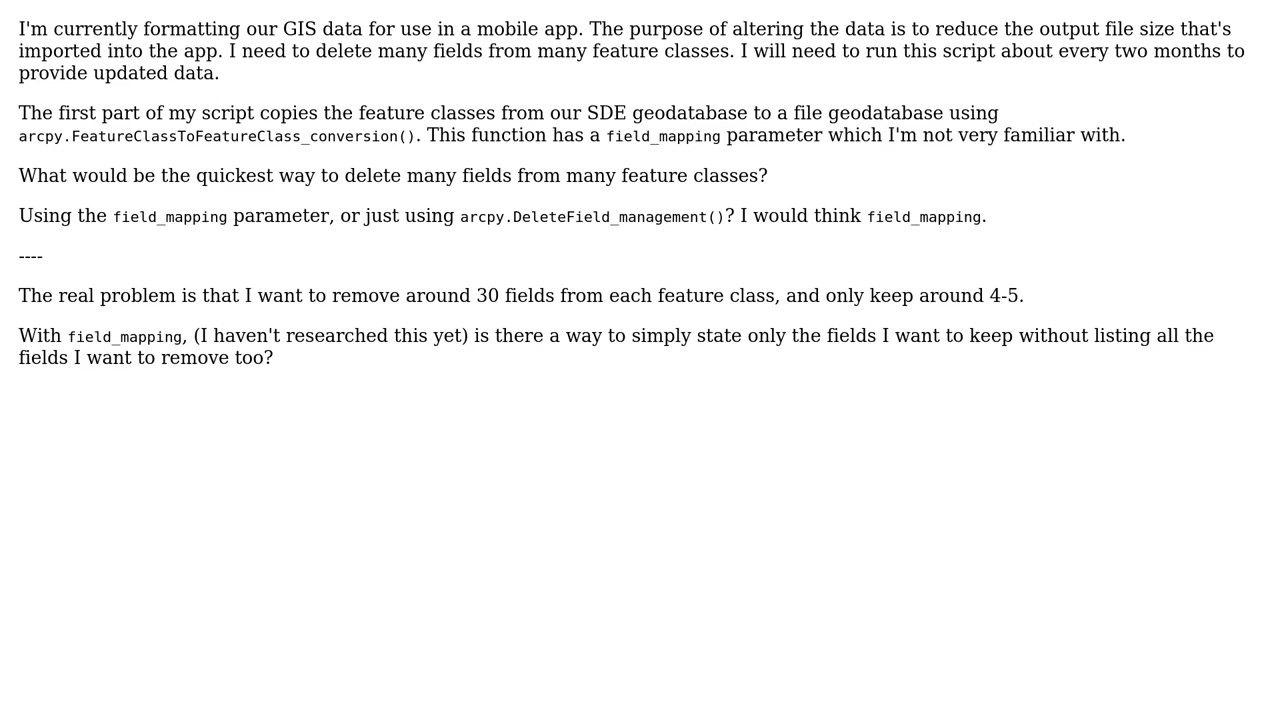 I'm currently formatting our GIS data for use in a mobile app. The purpose of altering the data is to reduce the output file size that's
imported into the app. I need to delete many fields from many feature classes. I will need to run this script about every two months to
provide updated data.
The first part of my script copies the feature classes from our SDE geodatabase to a file geodatabase using
arcpy.FeatureClassToFeatureClass_conversion(). This function has a field_mapping parameter which I'm not very familiar with.
What would be the quickest way to delete many fields from many feature classes?
Using the field_mapping parameter, or just using arcpy.DeleteField_management()? I would think field_mapping.
----
The real problem is that I want to remove around 30 fields from each feature class, and only keep around 4-5.
With field_mapping, (I haven't researched this yet) is there a way to simply state only the fields I want to keep without listing all the
fields I want to remove too?